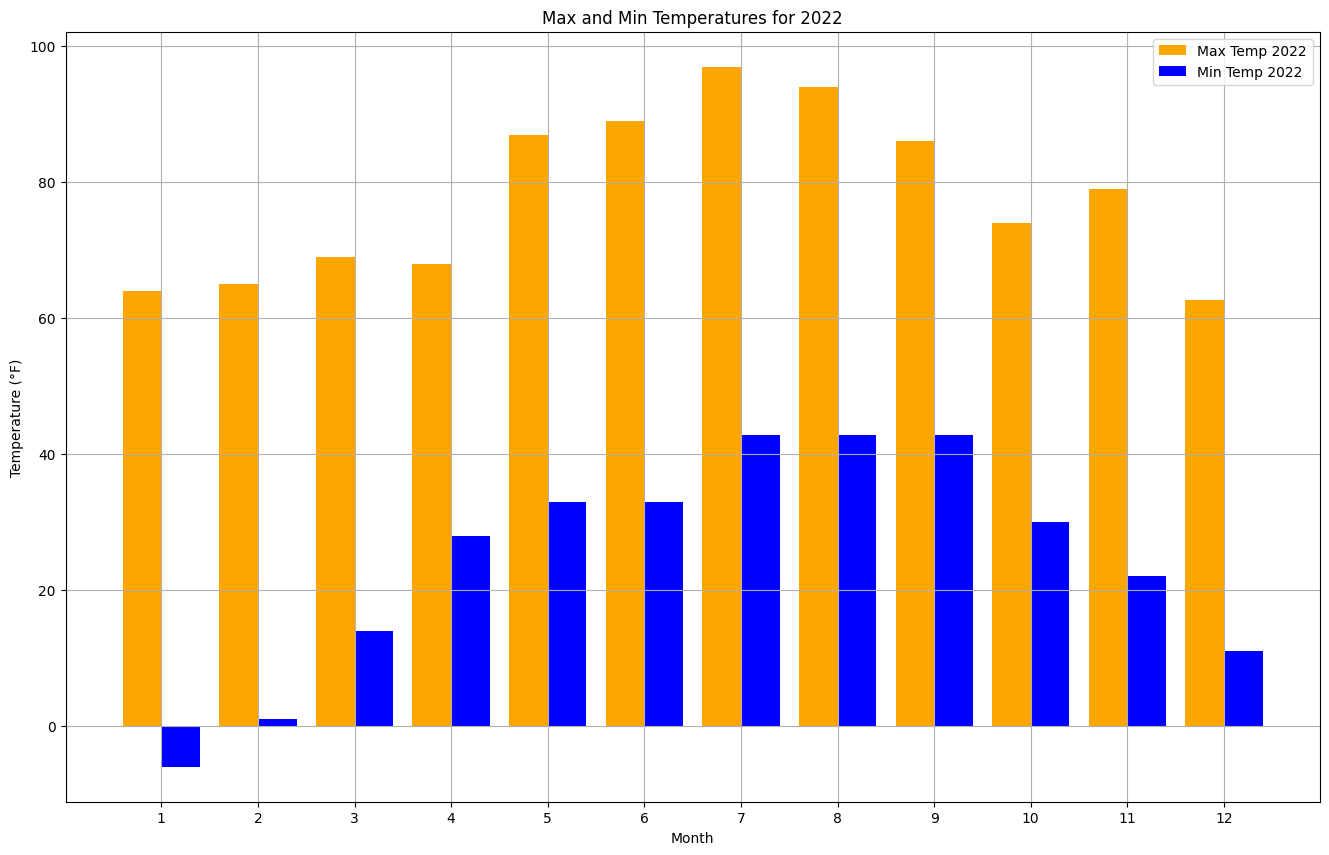 Max and Min Temperatures for 2022
Max Temp 2022
Min Temp 2022
100
80
60
40
20
0
Temperature (°F)
1 2 3 4 5 6 7 8 9 10 11 12
Month